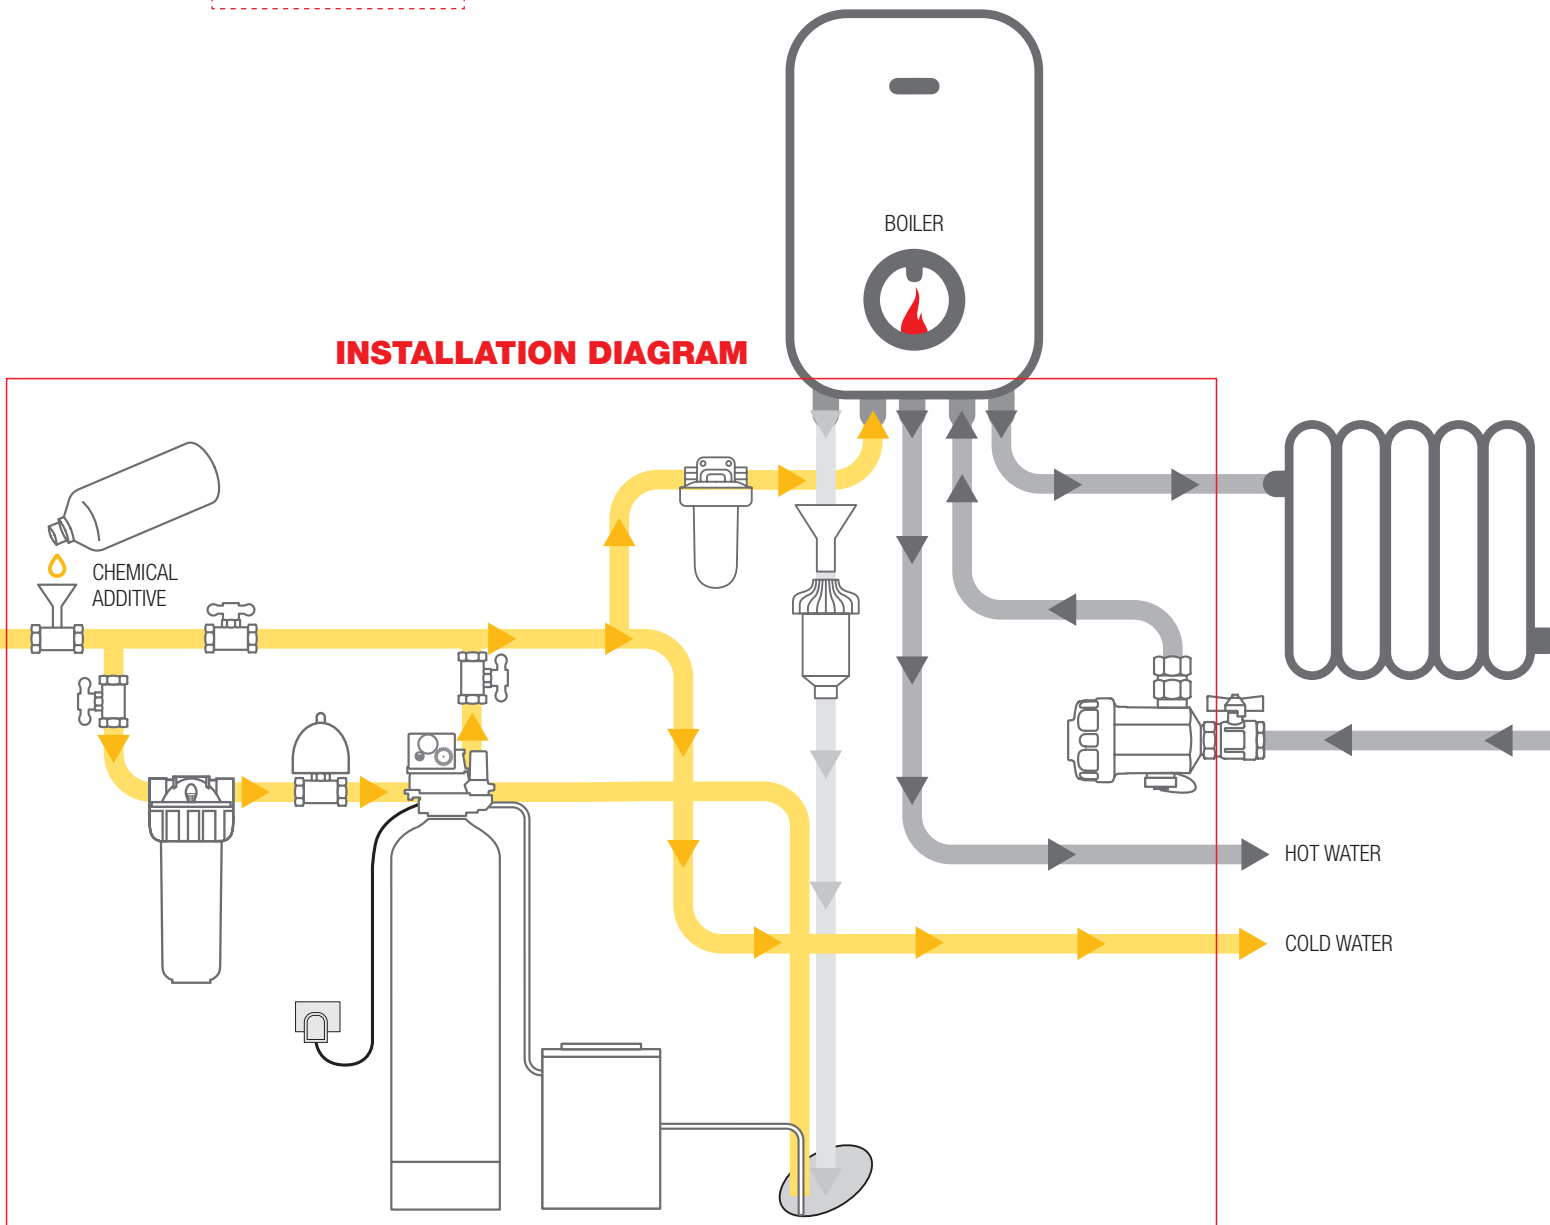 BOILER
INSTALLATION DIAGRAM
CHEMICAL
ADDITIVE
HOT WATER
COLD WATER